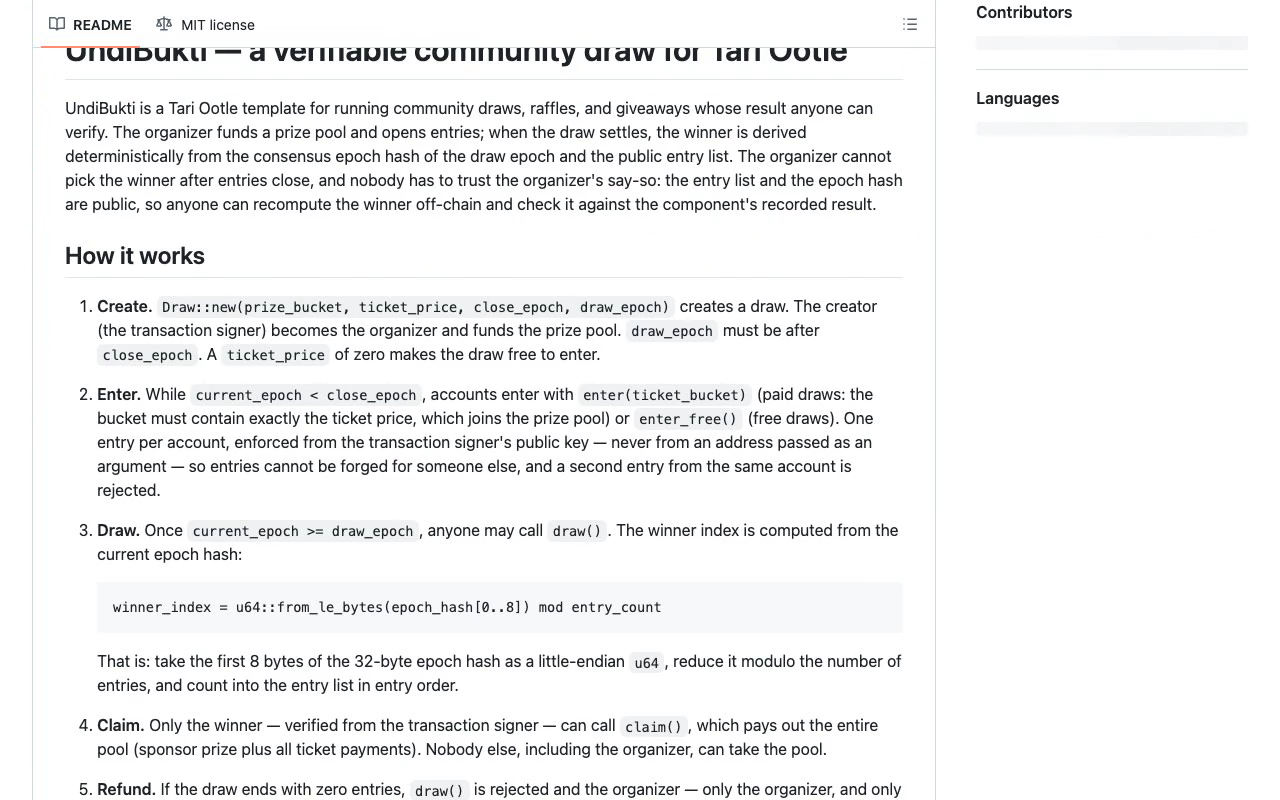 README
MIT license
UndiBukti — a verifiable community draw for Tari Ootle
UndiBukti is a Tari Ootle template for running community draws, raffles, and giveaways whose result anyone can
verify. The organizer funds a prize pool and opens entries; when the draw settles, the winner is derived
deterministically from the consensus epoch hash of the draw epoch and the public entry list. The organizer cannot
pick the winner after entries close, and nobody has to trust the organizer's say-so: the entry list and the epoch hash
are public, so anyone can recompute the winner off-chain and check it against the component's recorded result.
How it works
1. Create. Draw::new(prize_bucket, ticket_price, close_epoch, draw_epoch) creates a draw. The creator
(the transaction signer) becomes the organizer and funds the prize pool. draw_epoch must be after
close_epoch. A ticket_price of zero makes the draw free to enter.
2. Enter. While current_epoch < close_epoch, accounts enter with enter(ticket_bucket) (paid draws: the
bucket must contain exactly the ticket price, which joins the prize pool) or enter_free() (free draws). One
entry per account, enforced from the transaction signer's public key — never from an address passed as an
argument — so entries cannot be forged for someone else, and a second entry from the same account is
rejected.
3. Draw. Once current_epoch >= draw_epoch, anyone may call draw(). The winner index is computed from the
current epoch hash:
winner_index = u64::from_le_bytes(epoch_hash[0..8]) mod entry_count
That is: take the first 8 bytes of the 32-byte epoch hash as a little-endian u64, reduce it modulo the number of
entries, and count into the entry list in entry order.
4. Claim. Only the winner — verified from the transaction signer — can call claim(), which pays out the entire
pool (sponsor prize plus all ticket payments). Nobody else, including the organizer, can take the pool.
5. Refund. If the draw ends with zero entries, draw() is rejected and the organizer — only the organizer, and only
Contributors
Languages